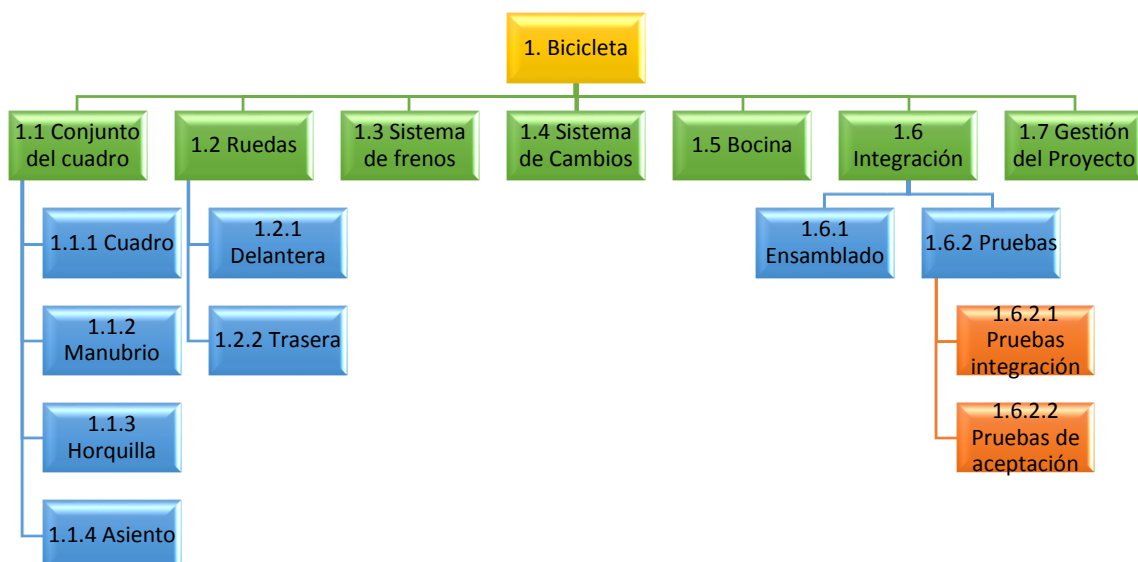 1. Bicicleta
1.1 Conjunto
del cuadro
1.2 Ruedas
1.3 Sistema
de frenos
1.4 Sistema
de Cambios
1.5 Bocina
1.6
Integración
1.7 Gestión
del Proyecto
1.1.1 Cuadro
1.1.2
Manubrio
1.1.3
Horquilla
1.1.4 Asiento
1.2.1
Delantera
1.2.2 Trasera
1.6.1
Ensamblado
1.6.2 Pruebas
1.6.2.1
Pruebas
integración
1.6.2.2
Pruebas de
aceptación